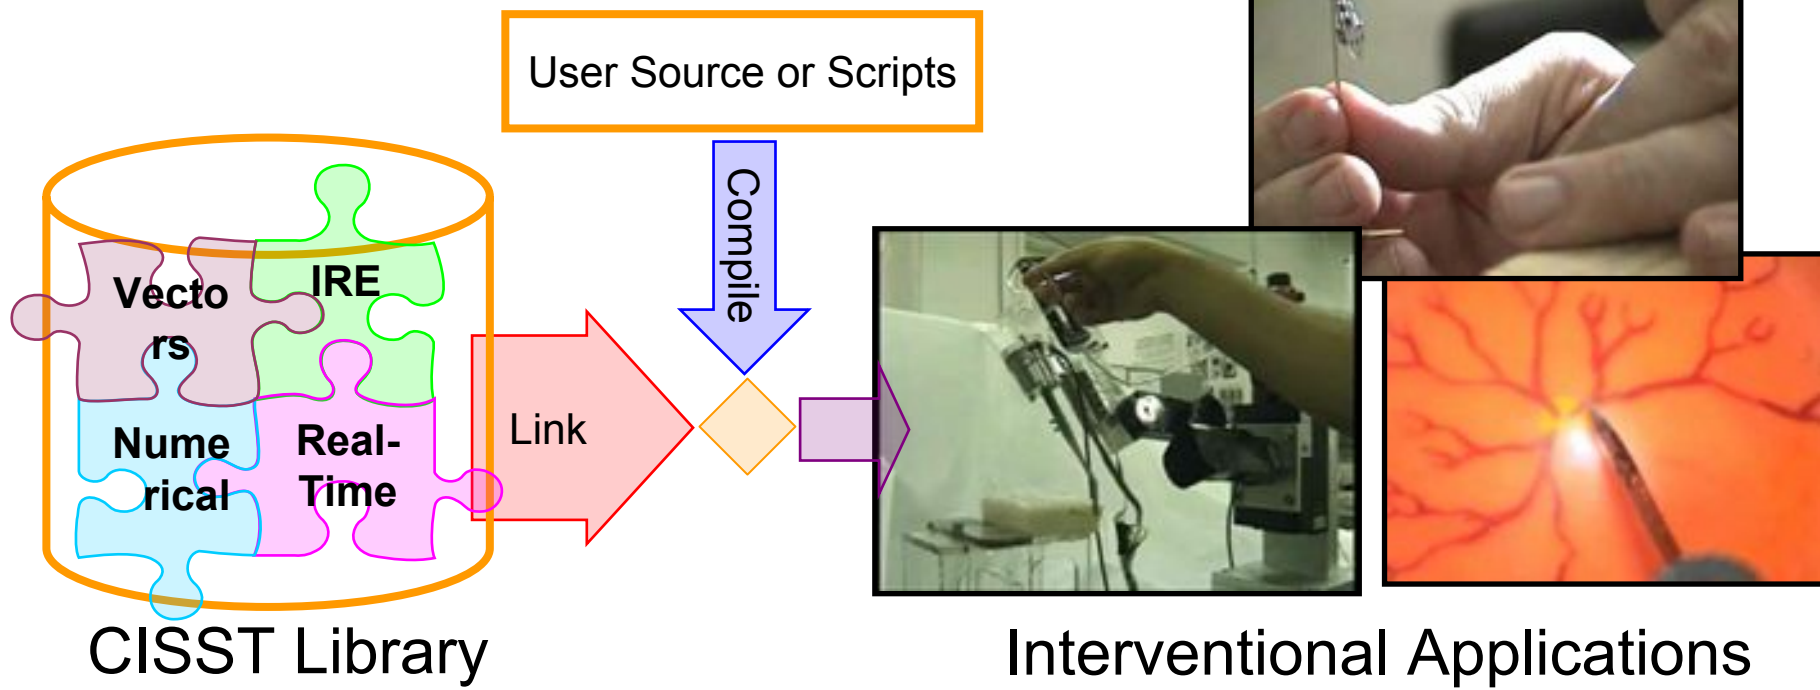 User Source or Scripts
Compile
Vecto
rs
IRE
Nume
rical
Real-
Time
Link
CISST Library
Interventional Applications